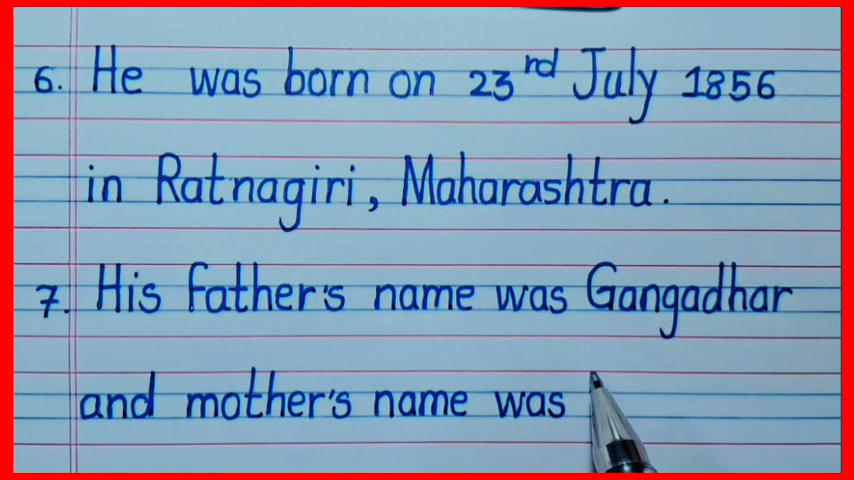 6. He was born on 23rd July 1856
in Ratnagiri, Maharashtra.
7. His father's name was Gangadhar
and mother's name was